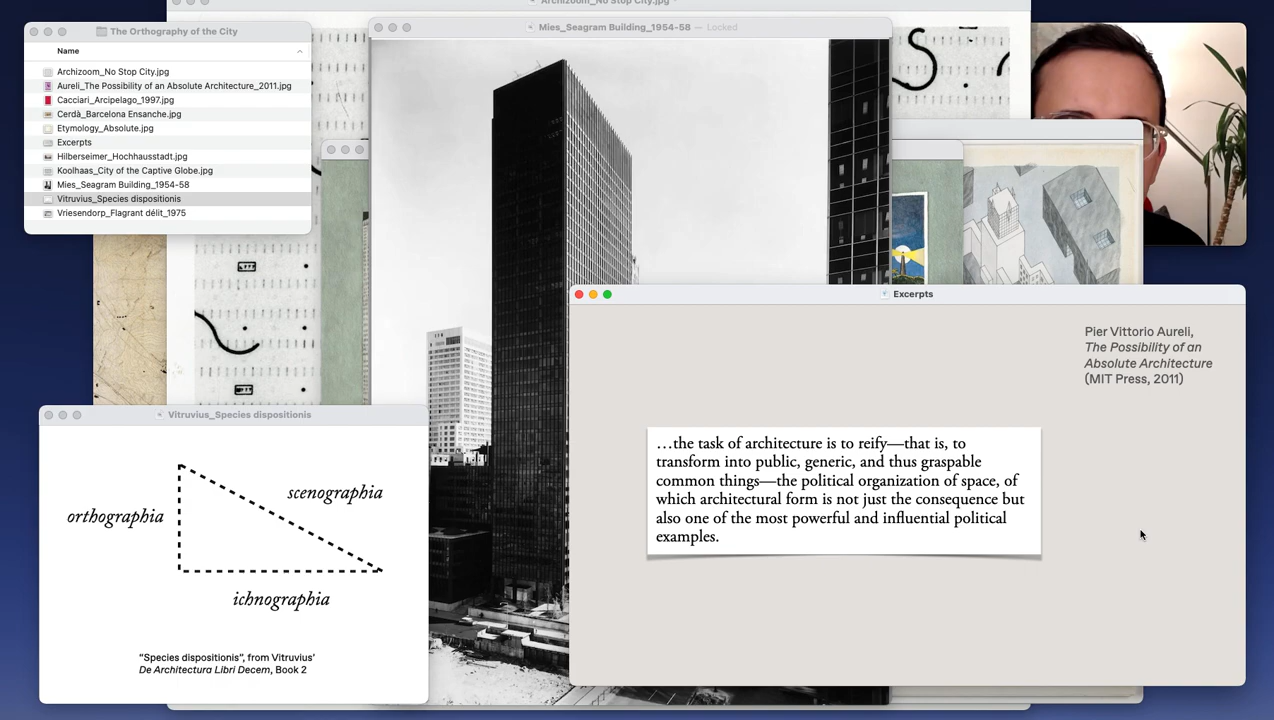 Archizoom_No Stop City.jpg
The Orthography of the City
Name
Archizoom_No Stop City.jpg
Aureli_The Possibility of an Absolute Architecture_2011.jpg
Cacciari_Arcipelago_1997.jpg
Cerdà_Barcelona Ensanche.jpg
Etymology_Absolute.jpg
Excerpts
Hilberseimer_Hochhausstadt.jpg
Koolhaas_City of the Captive Globe.jpg
Mies_Seagram Building_1954-58
Vitruvius_Species dispositionis
Vriesendorp_Flagrant délit_1975
Mies_Seagram Building_1954-58 — Locked
Excerpts
Pier Vittorio Aureli,
The Possibility of an
Absolute Architecture
(MIT Press, 2011)
…the task of architecture is to reify—that is, to
transform into public, generic, and thus graspable
common things—the political organization of space, of
which architectural form is not just the consequence but
also one of the most powerful and influential political
examples.
Vitruvius_Species dispositionis
scenographia
orthographia
ichnographia
“Species dispositionis”, from Vitruvius’
De Architectura Libri Decem, Book 2